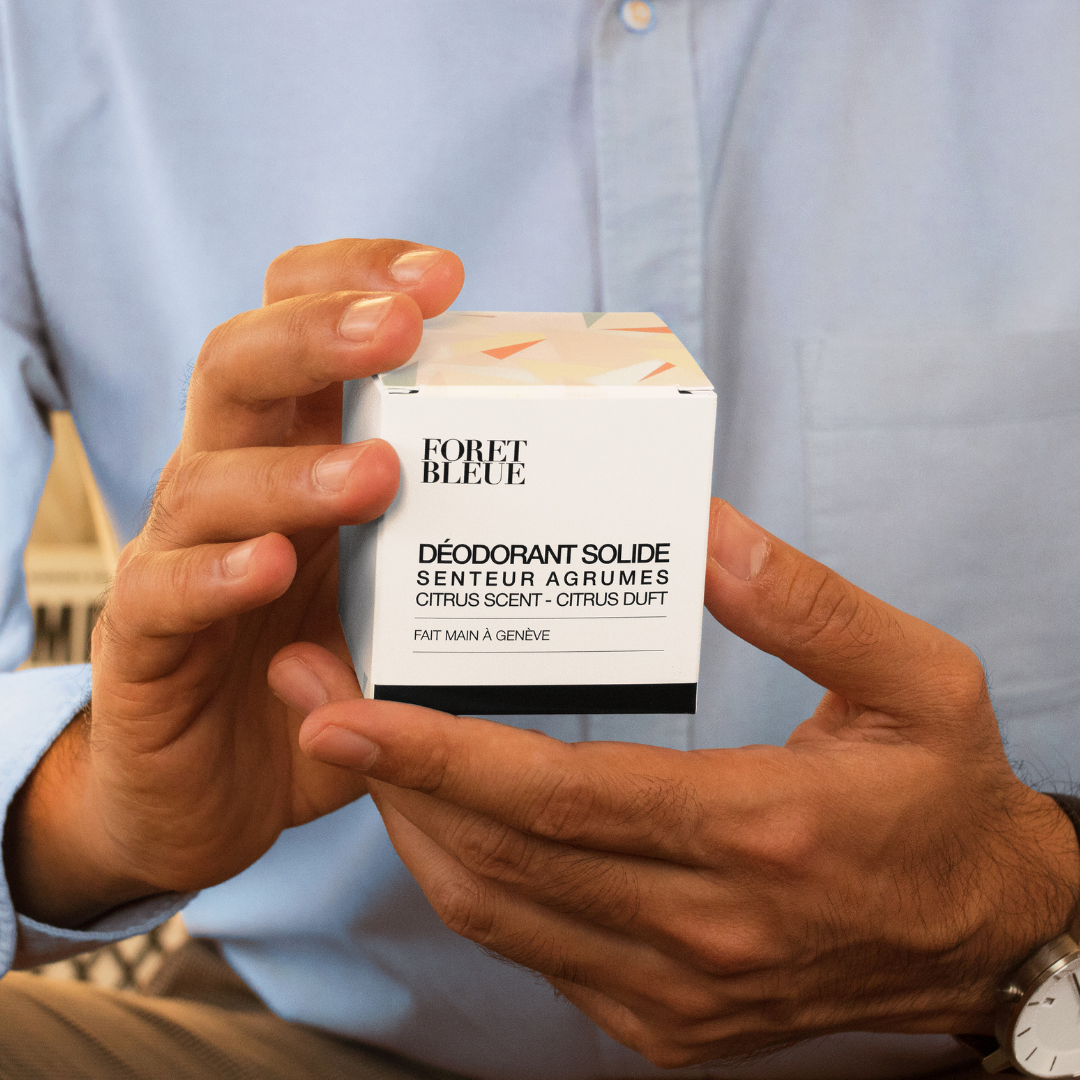 FORET
BLEUE
DÉODORANT SOLIDE
SENTEUR AGRUMES
CITRUS SCENT - CITRUS DUFT
FAIT MAIN À GENÈVE